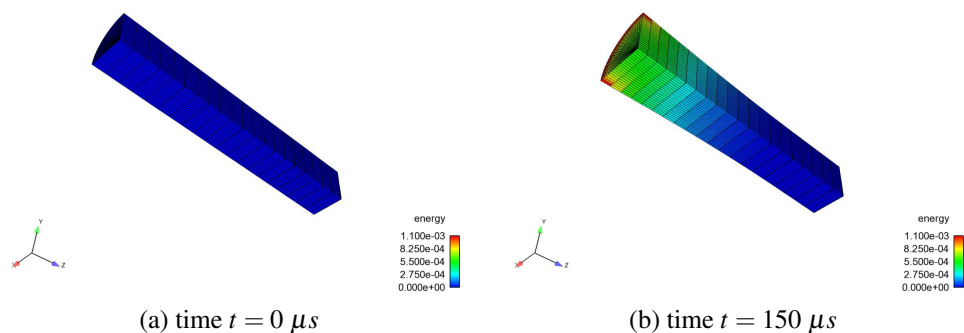 Y
X
Z
energy
1.100e-03
8.250e-04
5.500e-04
2.750e-04
0.000e+00
(a) time t = 0 μs
Y
X
Z
energy
1.100e-03
8.250e-04
5.500e-04
2.750e-04
0.000e+00
(b) time t = 150 μs